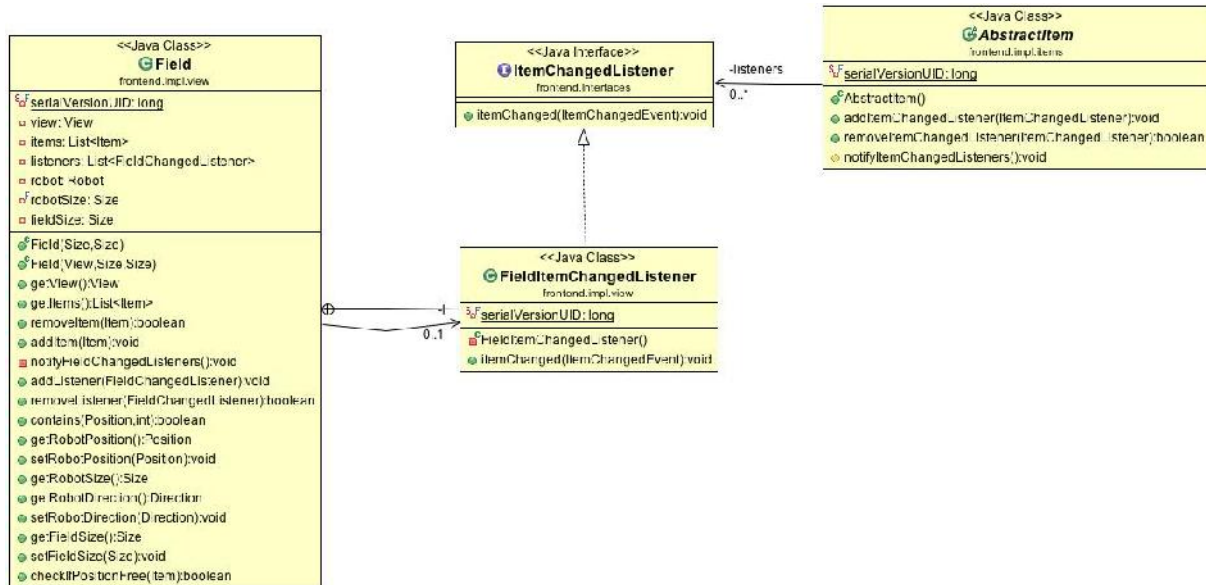 <<Java Class>>
Field
frontend.impl.view
serialVersionUID: long
view: View
items: List<Item>
listeners: List<FieldChangedListener>
robot: Robot
robotSize: Size
fieldSize: Size
Field(Size,Size)
Field(View,Size,Size)
getView():View
getItems():List<Item>
removeItem(Item):boolean
addItem(Item):void
notifyFieldChangedListeners():void
addListener(FieldChangedListener):void
removeListener(FieldChangedListener):boolean
contains(Position,int):boolean
getRobotPosition():Position
setRobotPosition(Position):void
getRobotSize():Size
getRobotDirection():Direction
setRobotDirection(Direction):void
getFieldSize():Size
setFieldSize(Size):void
checkIfPositionFree(Item):boolean
<<Java Interface>>
ItemChangedListener
frontend.interfaces
itemChanged(ItemChangedEvent):void
-listeners
0..*
<<Java Class>>
AbstractItem
frontend.impl.items
serialVersionUID: long
AbstractItem()
addItemChangedListener(ItemChangedListener):void
removeItemChangedListener(ItemChangedListener):boolean
notifyItemChangedListeners():void
<<Java Class>>
FieldItemChangedListener
frontend.impl.view
serialVersionUID: long
FieldItemChangedListener()
itemChanged(ItemChangedEvent):void
0..1